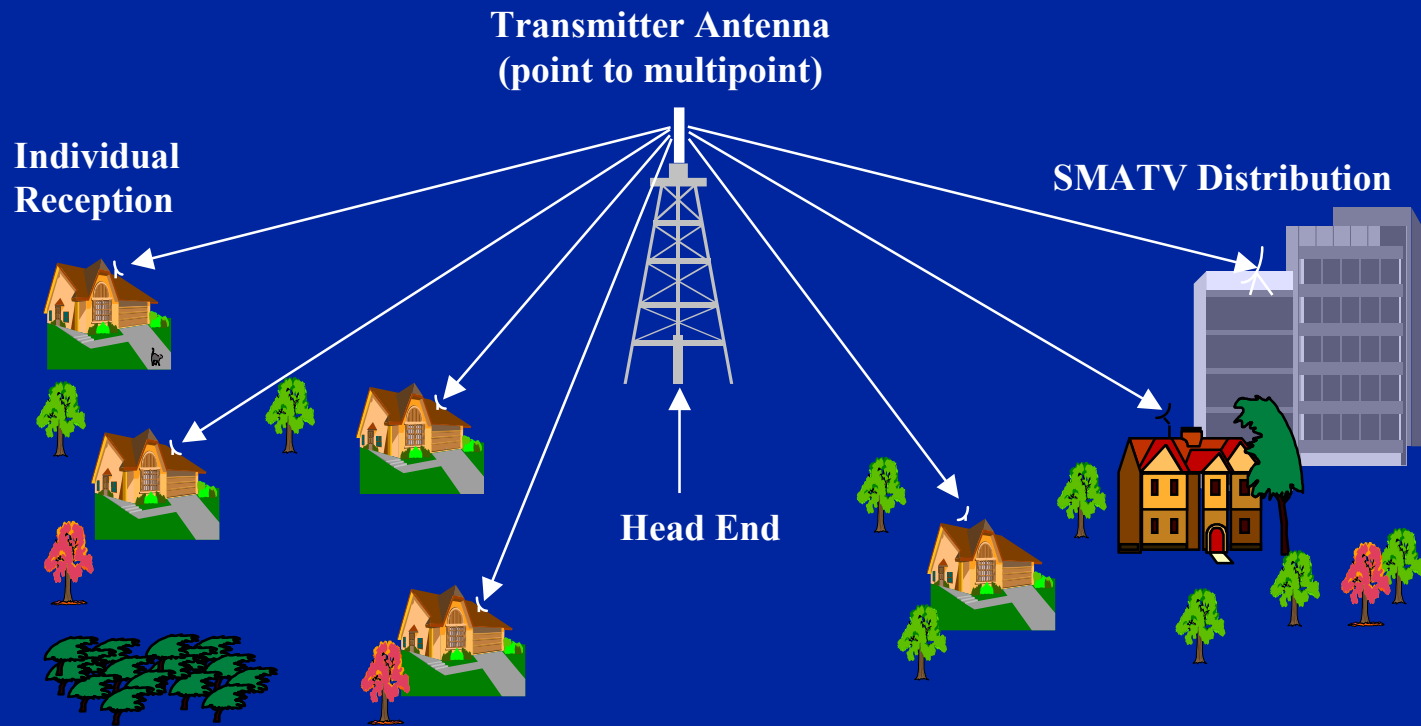 Transmitter Antenna
(point to multipoint)
Individual
Reception
SMATV Distribution
Head End